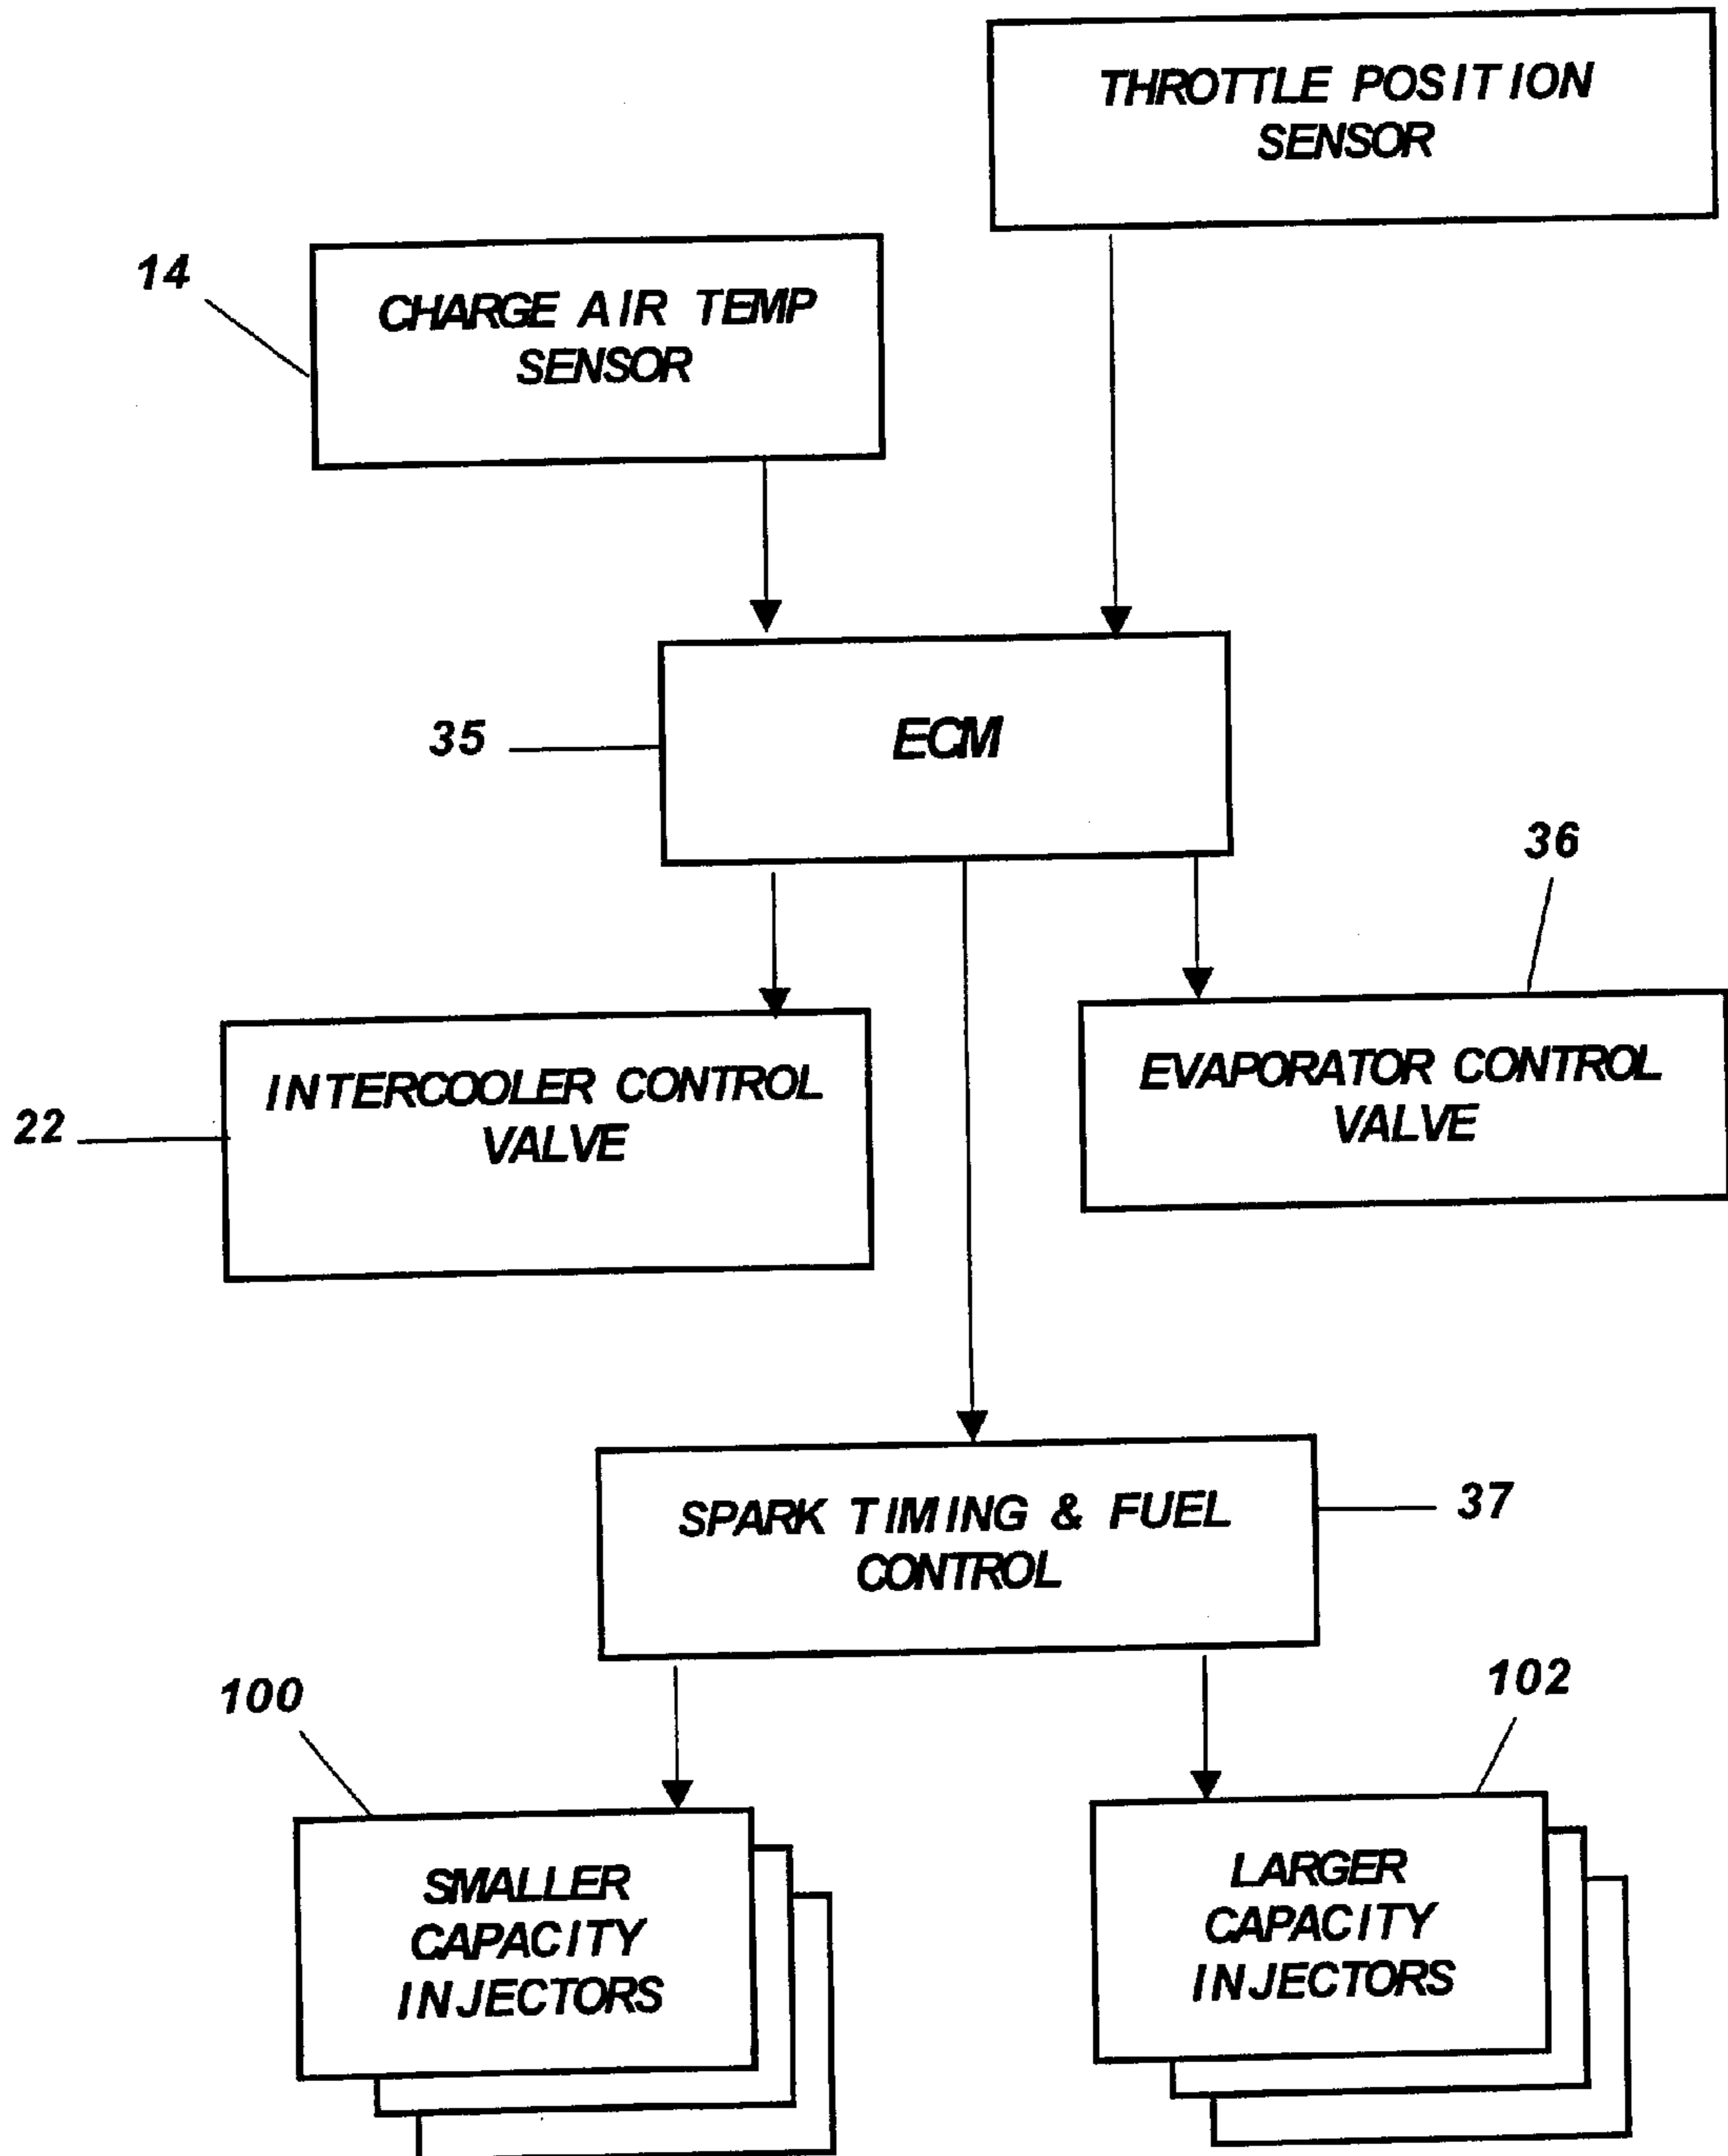 THROTTLE POSITION
SENSOR
14
CHARGE AIR TEMP
SENSOR
35
ECM
36
22
INTERCOOLER CONTROL
VALVE
EVAPORATOR CONTROL
VALVE
SPARK TIMING & FUEL
CONTROL
37
100
102
SMALLER
CAPACITY
INJECTORS
LARGER
CAPACITY
INJECTORS